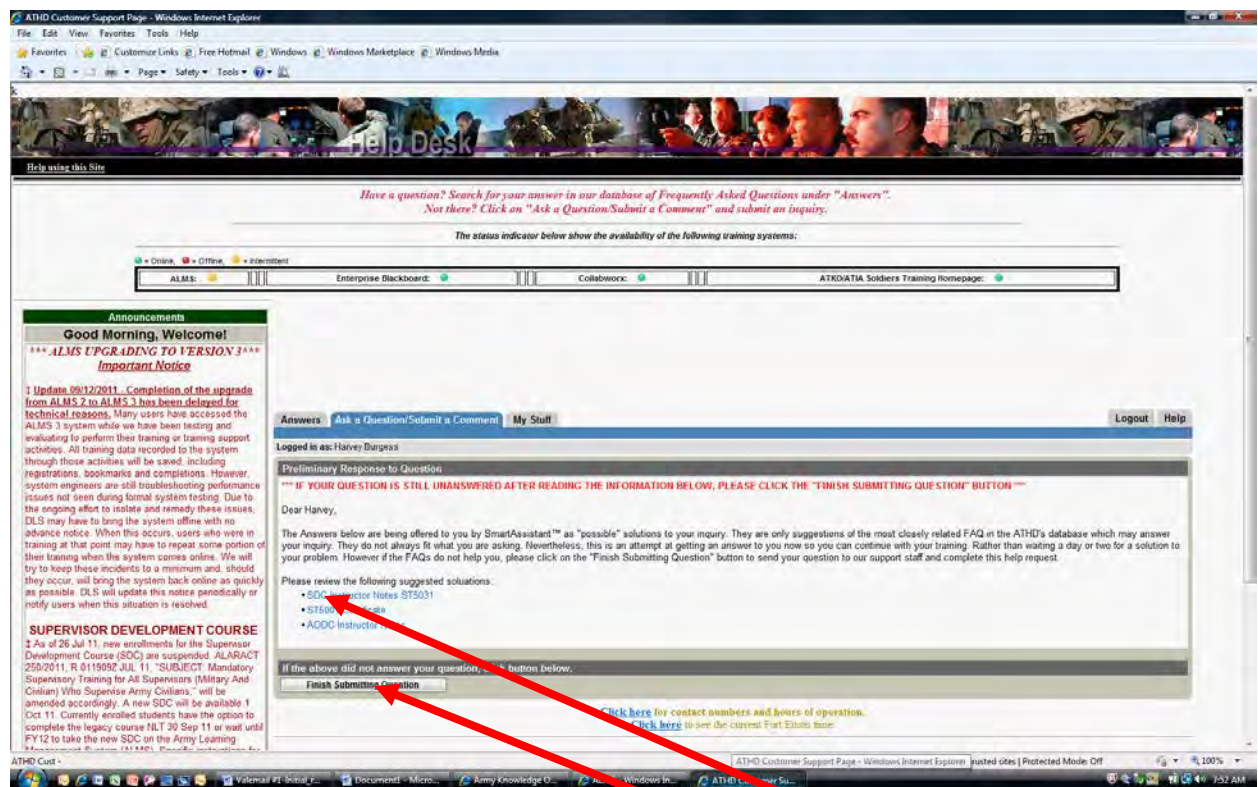 ATHD Customer Support Page - Windows Internet Explorer
File Edit View Favorites Tools Help
Favorites Customize Links Free Hotmail Windows Windows Marketplace Windows Media
Page Safety Tools
Help Desk
Help using this Site
Have a question? Search for your answer in our database of Frequently Asked Questions under "Answers".
Not there? Click on "Ask a Question/Submit a Comment" and submit an inquiry.
The status indicator below show the availability of the following training systems:
= Online, = Offline, = Intermittent
ALMS: Enterprise Blackboard: Collabworx: ATKO/ATIA Soldiers Training Homepage:
Announcements
Good Morning, Welcome!
*** ALMS UPGRADING TO VERSION 3***
Important Notice
‡ Update 09/12/2011 - Completion of the upgrade
from ALMS 2 to ALMS 3 has been delayed for
technical reasons. Many users have accessed the
ALMS 3 system while we have been testing and
evaluating to perform their training or training support
activities. All training data recorded to the system
through those activities will be saved, including
registrations, bookmarks and completions. However,
system engineers are still troubleshooting performance
issues not seen during formal system testing. Due to
the ongoing effort to isolate and remedy these issues,
DLS may have to bring the system offline with no
advance notice. When this occurs, users who were in
training at that point may have to repeat some portion of
their training when the system comes online. We will
try to keep these incidents to a minimum and, should
they occur, will bring the system back online as quickly
as possible. DLS will update this notice periodically or
notify users when this situation is resolved.
SUPERVISOR DEVELOPMENT COURSE
‡ As of 26 Jul 11, new enrollments for the Supervisor
Development Course (SDC) are suspended. ALARACT
250/2011, R 011909Z JUL 11, "SUBJECT: Mandatory
Supervisory Training for All Supervisors (Military And
Civilian) Who Supervise Army Civilians," will be
amended accordingly. A new SDC will be available 1
Oct 11. Currently enrolled students have the option to
complete the legacy course NLT 30 Sep 11 or wait until
FY12 to take the new SDC on the Army Learning
Management System (ALMS). Specific instructions for
Answers Ask a Question/Submit a Comment My Stuff Logout Help
Logged in as: Harvey Burgess
Preliminary Response to Question
*** IF YOUR QUESTION IS STILL UNANSWERED AFTER READING THE INFORMATION BELOW, PLEASE CLICK THE "FINISH SUBMITTING QUESTION" BUTTON ***
Dear Harvey,
The Answers below are being offered to you by SmartAssistant™ as "possible" solutions to your inquiry. They are only suggestions of the most closely related FAQ in the ATHD's database which may answer
your inquiry. They do not always fit what you are asking. Nevertheless, this is an attempt at getting an answer to you now so you can continue with your training. Rather than waiting a day or two for a solution to
your problem. However if the FAQs do not help you, please click on the "Finish Submitting Question" button to send your question to our support staff and complete this help request.
Please review the following suggested soluations:
• SDC Instructor Notes ST5031
• ST500
• AODC Instructor
If the above did not answer your question, click button below.
Finish Submitting Question
Click here for contact numbers and hours of operation.
Click here to see the current Fort Eustis time.
ATHD Cust -
ATHD Customer Support Page - Windows Internet Explorer rusted sites | Protected Mode: Off 100%
Valemail #1-Initial_r... Document1 - Micro... Army Knowledge O... Windows In... ATHD Customer Su... 7:52 AM